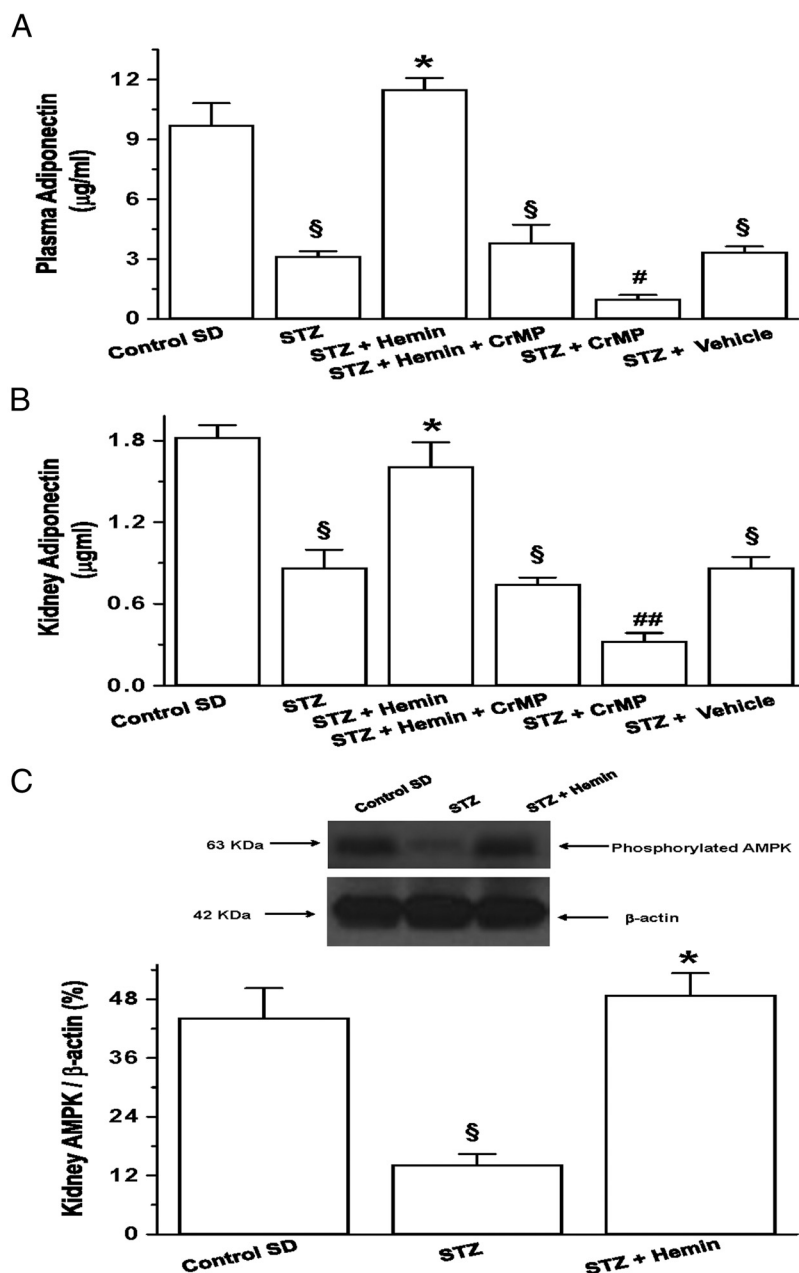 A
Plasma Adiponectin
(μg/ml)
12
9
6
3
0
*
§
§
#
§
Control SD
STZ
STZ + Hemin
STZ + Hemin + CrMP
STZ + CrMP
STZ + Vehicle
B
Kidney Adiponectin
(μgml)
1.8
1.2
0.6
0.0
*
§
§
##
§
Control SD
STZ
STZ + Hemin
STZ + Hemin + CrMP
STZ + CrMP
STZ + Vehicle
C
Control SD
STZ
STZ + Hemin
63 KDa
Phosphorylated AMPK
42 KDa
β-actin
Kidney AMPK / β-actin (%)
48
36
24
12
0
§
*
Control SD
STZ
STZ + Hemin